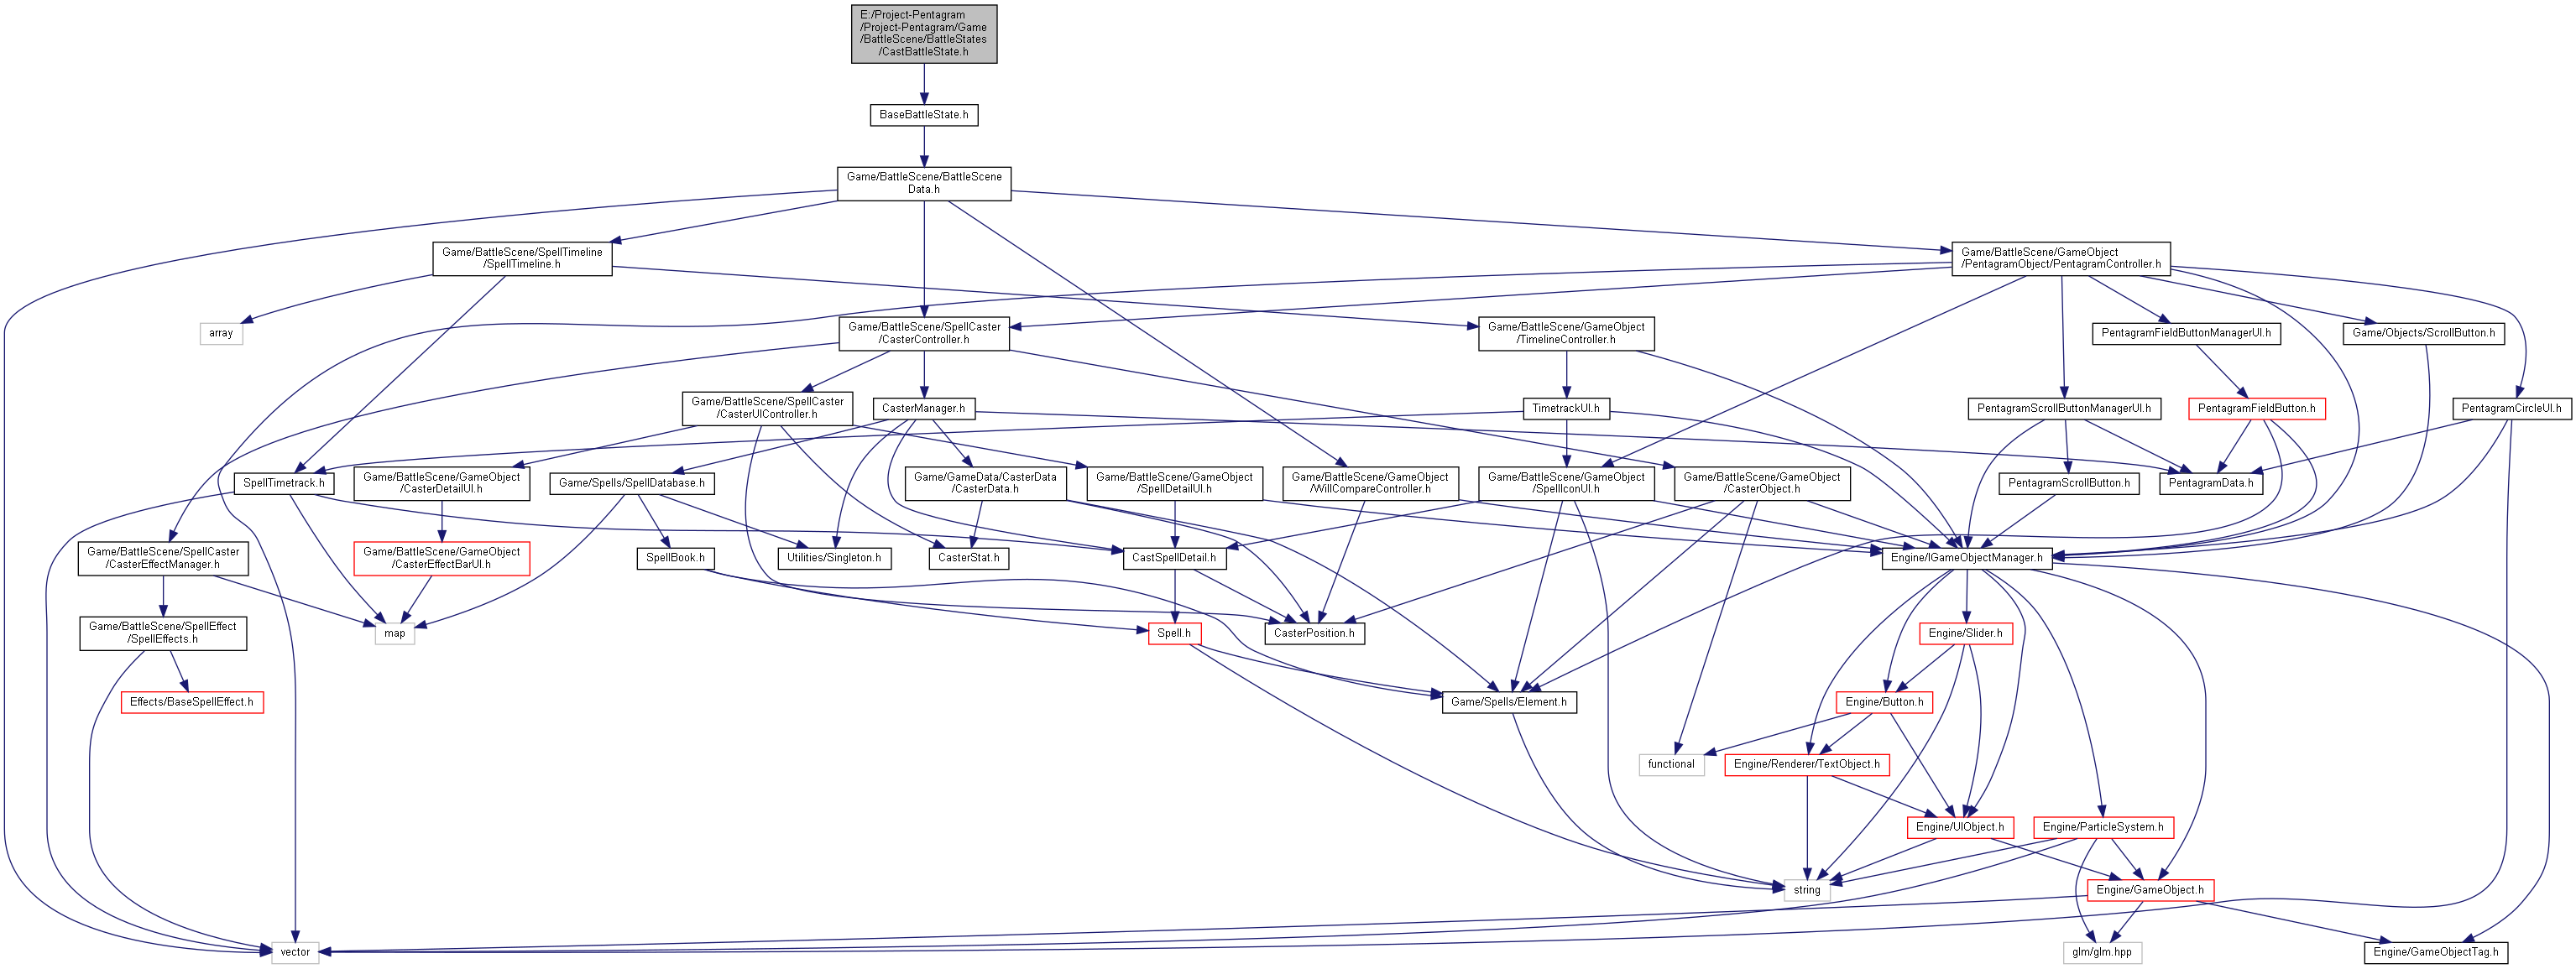 E:/Project-Pentagram
/Project-Pentagram/Game
/BattleScene/BattleStates
/CastBattleState.h
BaseBattleState.h
Game/BattleScene/BattleScene
Data.h
Game/BattleScene/SpellTimeline
/SpellTimeline.h
Game/BattleScene/GameObject
/PentagramObject/PentagramController.h
array
Game/BattleScene/SpellCaster
/CasterController.h
Game/BattleScene/GameObject
/TimelineController.h
PentagramFieldButtonManagerUI.h
Game/Objects/ScrollButton.h
Game/BattleScene/SpellCaster
/CasterUIController.h
CasterManager.h
TimetrackUI.h
PentagramScrollButtonManagerUI.h
PentagramFieldButton.h
PentagramCircleUI.h
SpellTimetrack.h
Game/BattleScene/GameObject
/CasterDetailUI.h
Game/Spells/SpellDatabase.h
Game/GameData/CasterData
/CasterData.h
Game/BattleScene/GameObject
/SpellDetailUI.h
Game/BattleScene/GameObject
/WillCompareController.h
Game/BattleScene/GameObject
/SpellIconUI.h
Game/BattleScene/GameObject
/CasterObject.h
PentagramScrollButton.h
PentagramData.h
Game/BattleScene/SpellCaster
/CasterEffectManager.h
Game/BattleScene/GameObject
/CasterEffectBarUI.h
SpellBook.h
Utilities/Singleton.h
CasterStat.h
CastSpellDetail.h
Engine/IGameObjectManager.h
Game/BattleScene/SpellEffect
/SpellEffects.h
map
Spell.h
CasterPosition.h
Engine/Slider.h
Effects/BaseSpellEffect.h
Game/Spells/Element.h
Engine/Button.h
functional
Engine/Renderer/TextObject.h
Engine/UIObject.h
Engine/ParticleSystem.h
string
Engine/GameObject.h
vector
glm/glm.hpp
Engine/GameObjectTag.h